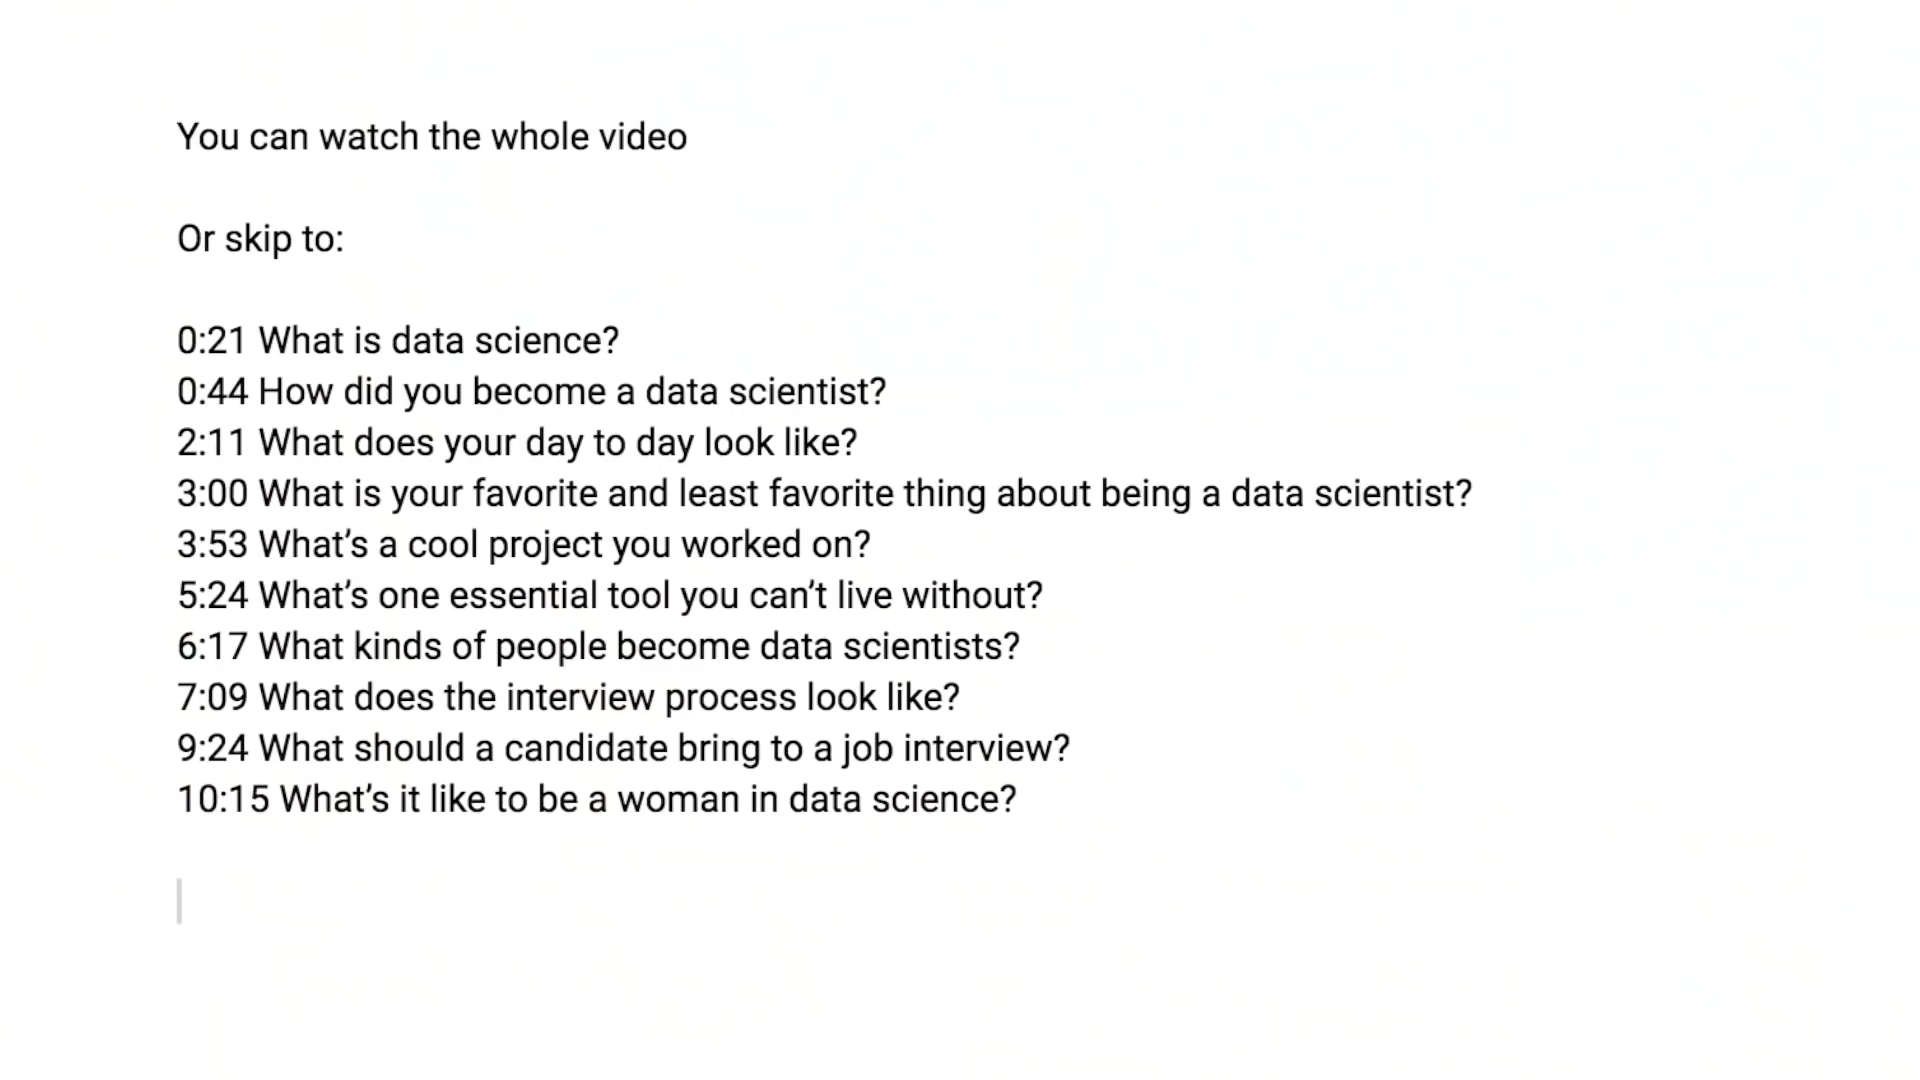 You can watch the whole video
Or skip to:
0:21 What is data science?
0:44 How did you become a data scientist?
2:11 What does your day to day look like?
3:00 What is your favorite and least favorite thing about being a data scientist?
3:53 What’s a cool project you worked on?
5:24 What’s one essential tool you can’t live without?
6:17 What kinds of people become data scientists?
7:09 What does the interview process look like?
9:24 What should a candidate bring to a job interview?
10:15 What’s it like to be a woman in data science?